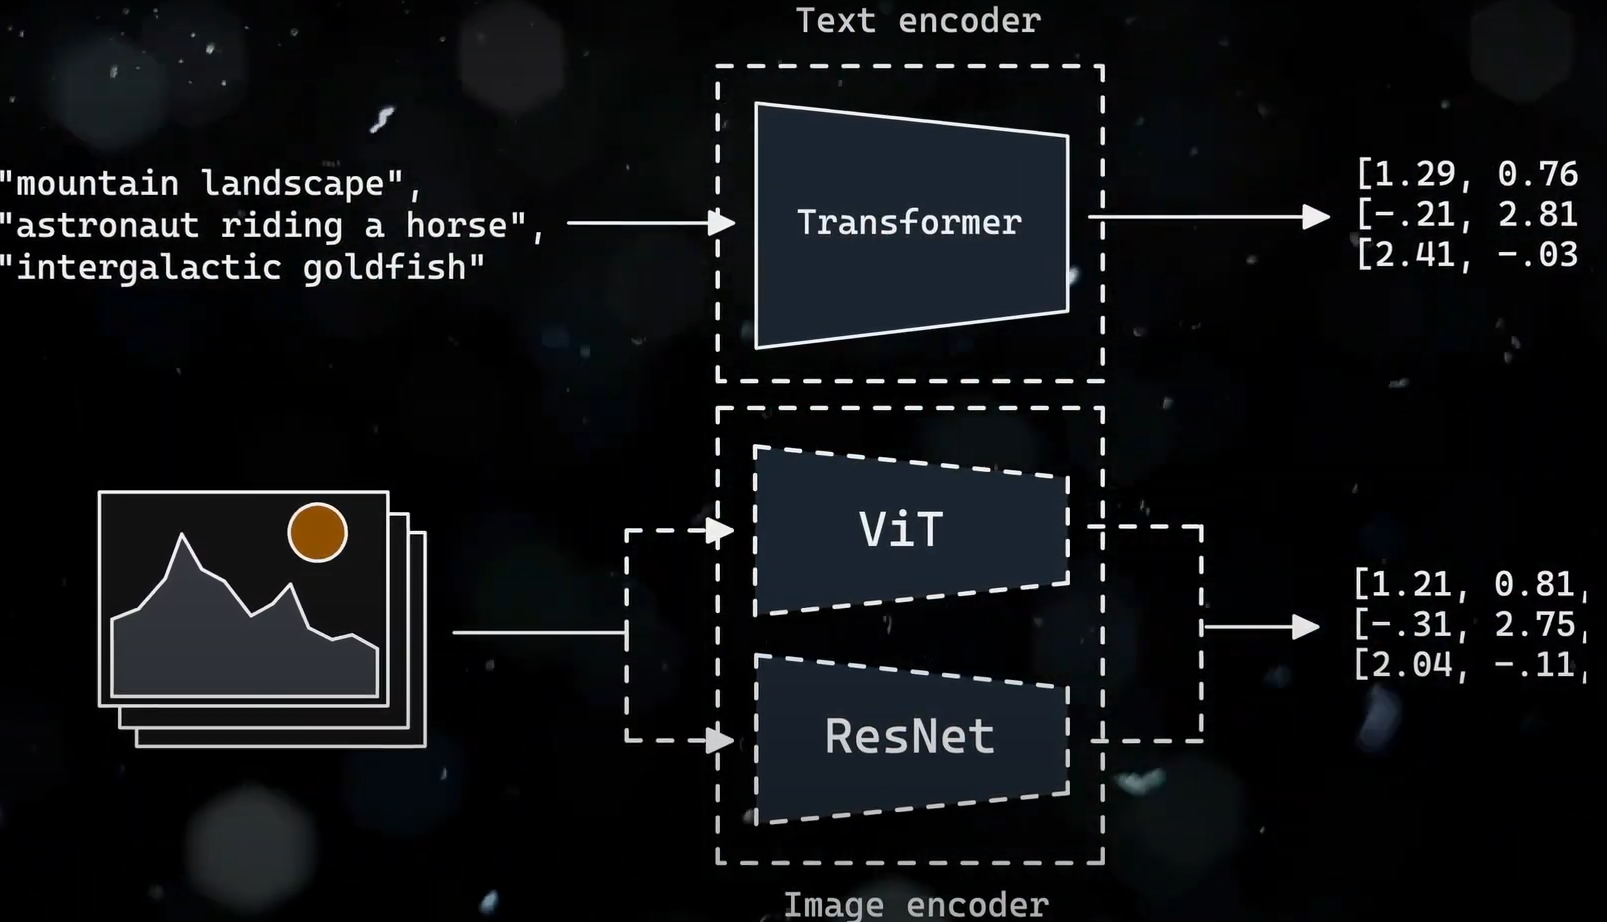 Text encoder
"mountain landscape",
"astronaut riding a horse",
"intergalactic goldfish"
Transformer
[1.29, 0.76
[-.21, 2.81
[2.41, -.03
ViT
ResNet
[1.21, 0.81,
[-.31, 2.75,
[2.04, -.11,
Image encoder